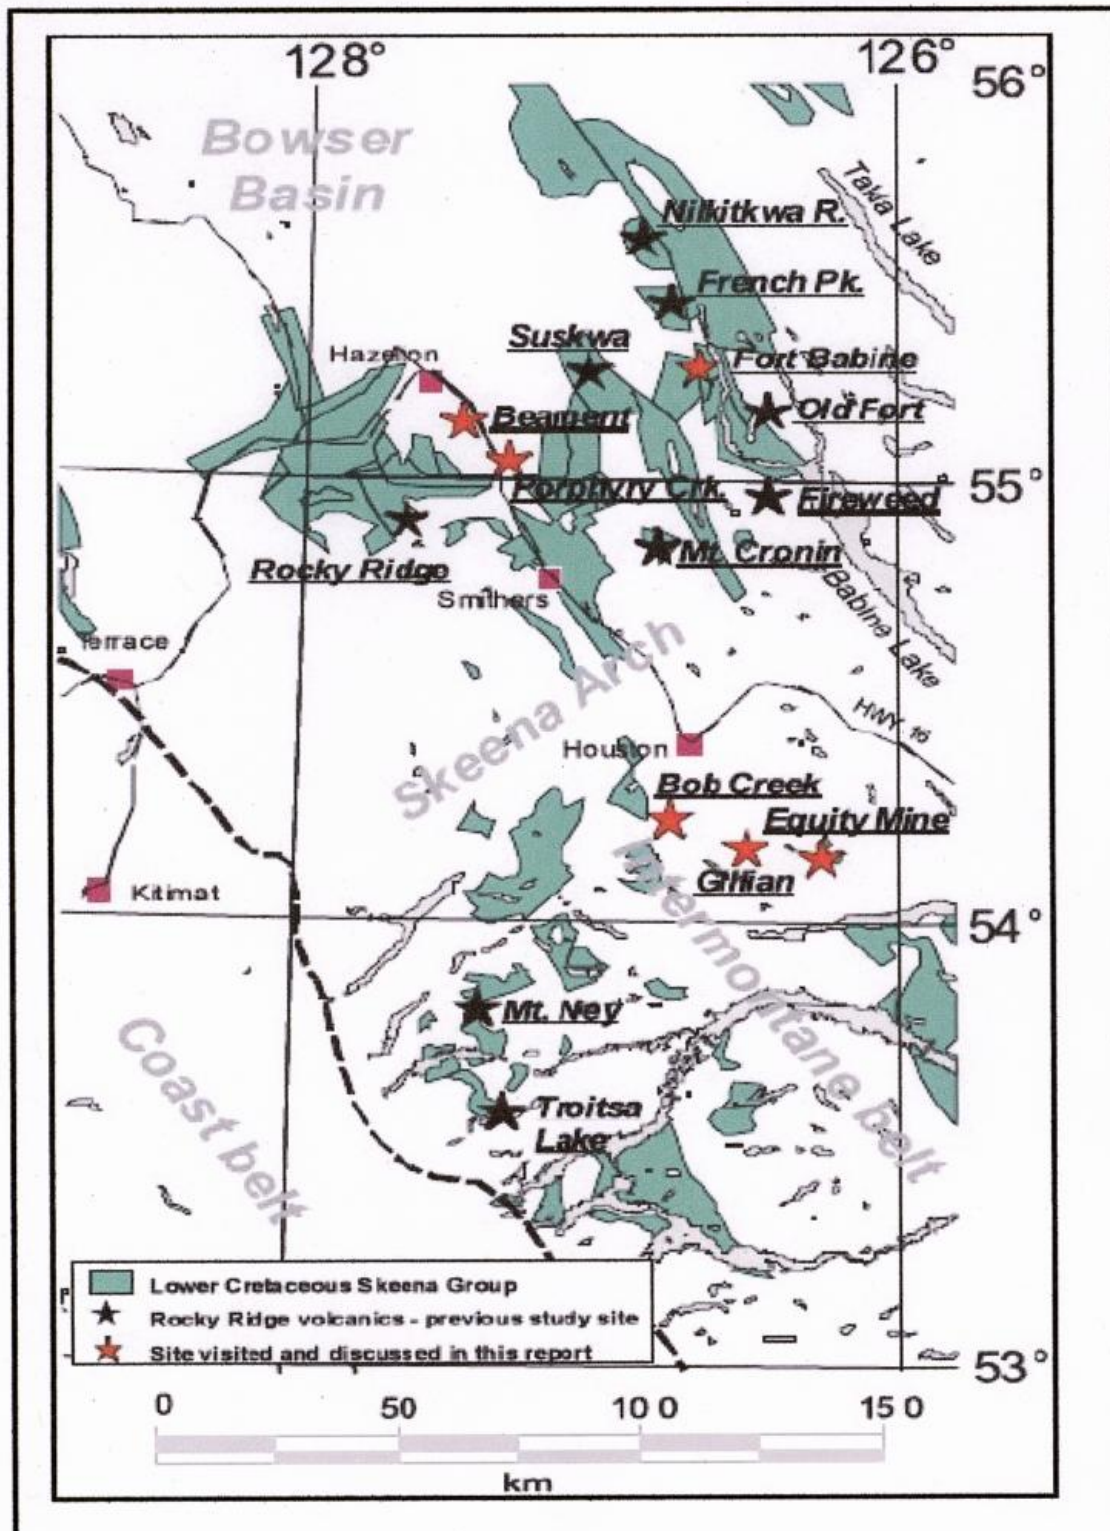 128°
126°
56°
Bowser
Basin
Takla Lake
Nilkitkwa R.
French Pk.
Suskwa
Hazelton
Fort Babine
Beament
Old Fort
Porphyry Crk.
55°
Fireweed
Rocky Ridge
Mt. Cronin
Smithers
Babine Lake
Terrace
Skeena Arch
HWY 16
Houston
Bob Creek
Equity Mine
Gillian
Kitimat
Intermontane belt
54°
Mt. Ney
Coast belt
Troitsa
Lake
Lower Cretaceous Skeena Group
Rocky Ridge volcanics - previous study site
Site visited and discussed in this report
53°
0 50 100 150
km